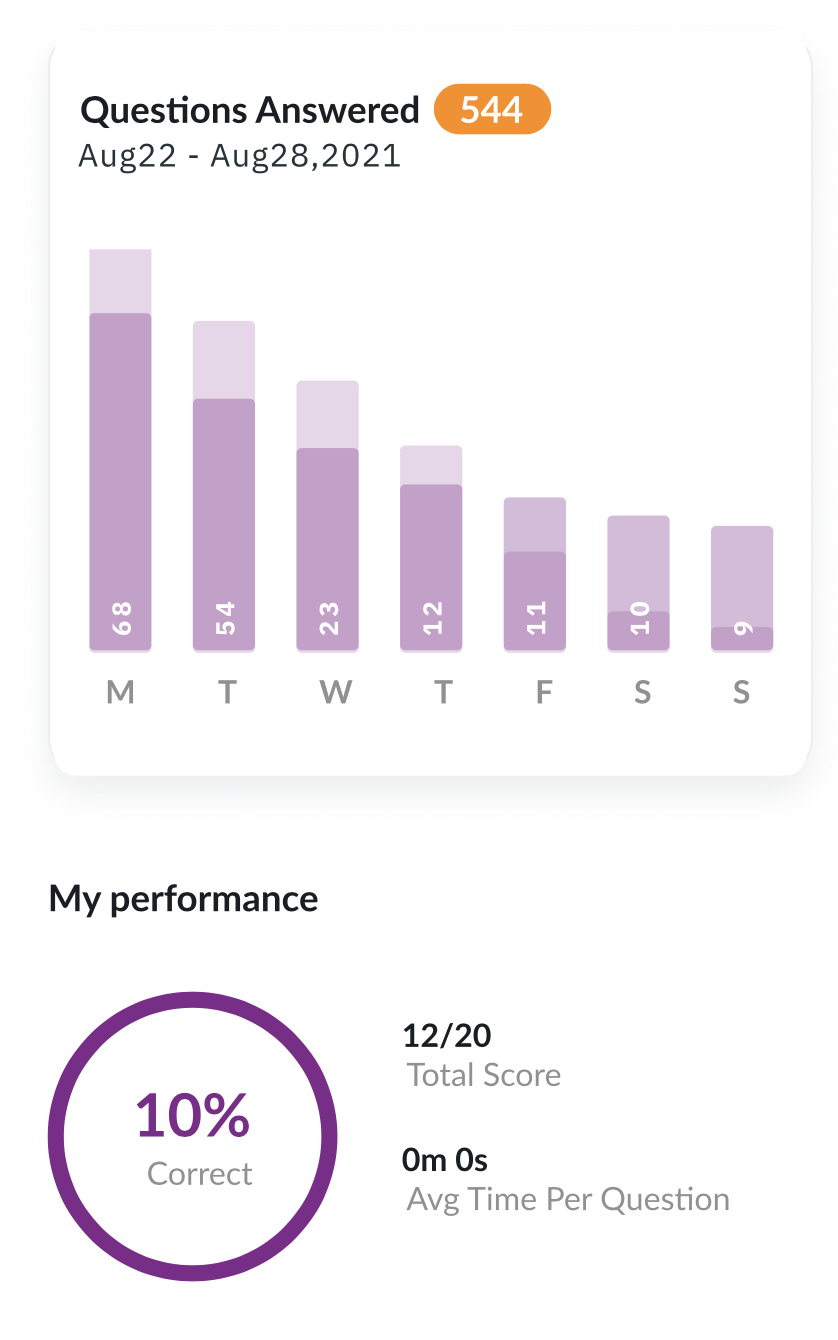 Questions Answered 544
Aug22 - Aug28,2021
68 54 23 12 11 10 9
M T W T F S S
My performance
10%
Correct
12/20
Total Score
0m 0s
Avg Time Per Question